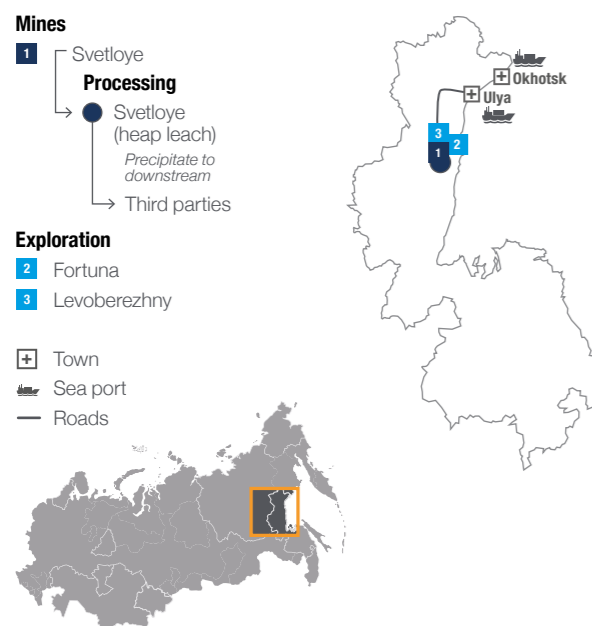 Mines
1 Svetloye
Processing
Svetloye
(heap leach)
Precipitate to
downstream
Third parties
Exploration
2 Fortuna
3 Levoberezhny
Town
Sea port
Roads
Okhotsk
Ulya
3
2
1